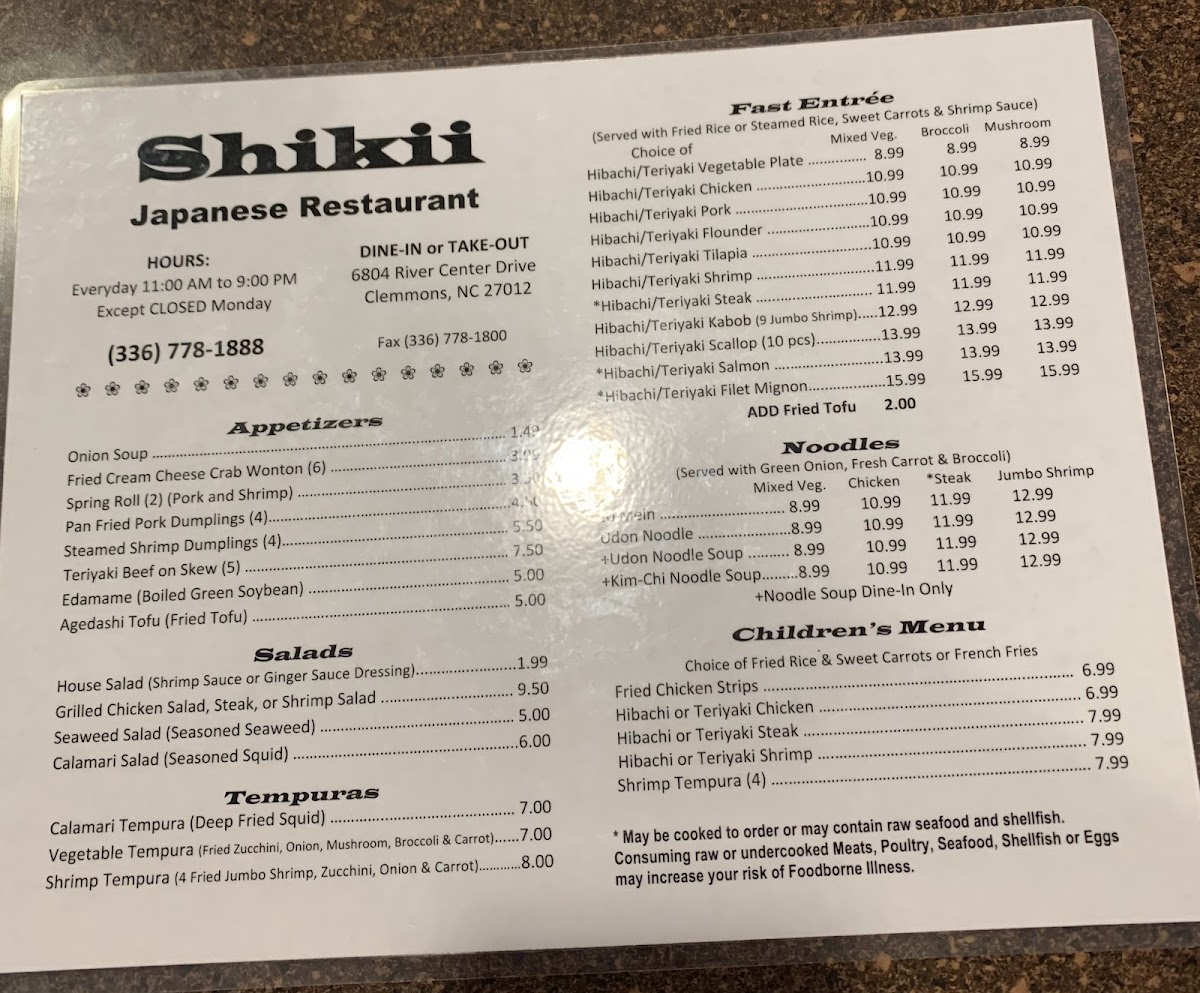 Shikii
Japanese Restaurant
HOURS:
Everyday 11:00 AM to 9:00 PM
Except CLOSED Monday
(336) 778-1888
DINE-IN or TAKE-OUT
6804 River Center Drive
Clemmons, NC 27012
Fax (336) 778-1800
Appetizers
Onion Soup
Fried Cream Cheese Crab Wonton (6)
Spring Roll (2) (Pork and Shrimp)
Pan Fried Pork Dumplings (4)
Steamed Shrimp Dumplings (4) 5.50
Teriyaki Beef on Skew (5) 7.50
Edamame (Boiled Green Soybean) 5.00
Agedashi Tofu (Fried Tofu) 5.00
Salads
House Salad (Shrimp Sauce or Ginger Sauce Dressing) 1.99
Grilled Chicken Salad, Steak, or Shrimp Salad 9.50
Seaweed Salad (Seasoned Seaweed) 5.00
Calamari Salad (Seasoned Squid) 6.00
Tempuras
Calamari Tempura (Deep Fried Squid) 7.00
Vegetable Tempura (Fried Zucchini, Onion, Mushroom, Broccoli & Carrot) 7.00
Shrimp Tempura (4 Fried Jumbo Shrimp, Zucchini, Onion & Carrot) 8.00
Fast Entrée
(Served with Fried Rice or Steamed Rice, Sweet Carrots & Shrimp Sauce)
Choice of Mixed Veg. Broccoli Mushroom
Hibachi/Teriyaki Vegetable Plate 8.99 8.99 8.99
Hibachi/Teriyaki Chicken 10.99 10.99 10.99
Hibachi/Teriyaki Pork 10.99 10.99 10.99
Hibachi/Teriyaki Flounder 10.99 10.99 10.99
Hibachi/Teriyaki Tilapia 10.99 10.99 10.99
Hibachi/Teriyaki Shrimp 11.99 11.99 11.99
*Hibachi/Teriyaki Steak 11.99 11.99 11.99
Hibachi/Teriyaki Kabob (9 Jumbo Shrimp) 12.99 12.99 12.99
Hibachi/Teriyaki Scallop (10 pcs) 13.99 13.99 13.99
*Hibachi/Teriyaki Salmon 13.99 13.99 13.99
*Hibachi/Teriyaki Filet Mignon 15.99 15.99 15.99
ADD Fried Tofu 2.00
Noodles
(Served with Green Onion, Fresh Carrot & Broccoli)
Mixed Veg. Chicken *Steak Jumbo Shrimp
Mein 8.99 10.99 11.99 12.99
Udon Noodle 8.99 10.99 11.99 12.99
+Udon Noodle Soup 8.99 10.99 11.99 12.99
+Kim-Chi Noodle Soup 8.99 10.99 11.99 12.99
+Noodle Soup Dine-In Only
Children's Menu
Choice of Fried Rice & Sweet Carrots or French Fries
Fried Chicken Strips 6.99
Hibachi or Teriyaki Chicken 6.99
Hibachi or Teriyaki Steak 7.99
Hibachi or Teriyaki Shrimp 7.99
Shrimp Tempura (4) 7.99
* May be cooked to order or may contain raw seafood and shellfish.
Consuming raw or undercooked Meats, Poultry, Seafood, Shellfish or Eggs
may increase your risk of Foodborne Illness.